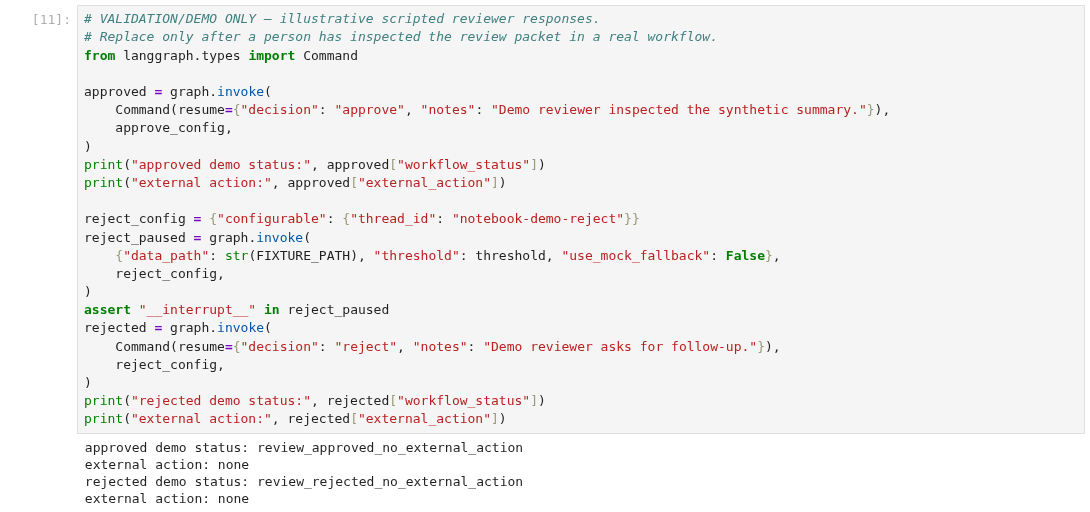 [11]:
# VALIDATION/DEMO ONLY — illustrative scripted reviewer responses.
# Replace only after a person has inspected the review packet in a real workflow.
from langgraph.types import Command

approved = graph.invoke(
    Command(resume={"decision": "approve", "notes": "Demo reviewer inspected the synthetic summary."}),
    approve_config,
)
print("approved demo status:", approved["workflow_status"])
print("external action:", approved["external_action"])

reject_config = {"configurable": {"thread_id": "notebook-demo-reject"}}
reject_paused = graph.invoke(
    {"data_path": str(FIXTURE_PATH), "threshold": threshold, "use_mock_fallback": False},
    reject_config,
)
assert "__interrupt__" in reject_paused
rejected = graph.invoke(
    Command(resume={"decision": "reject", "notes": "Demo reviewer asks for follow-up."}),
    reject_config,
)
print("rejected demo status:", rejected["workflow_status"])
print("external action:", rejected["external_action"])
approved demo status: review_approved_no_external_action
external action: none
rejected demo status: review_rejected_no_external_action
external action: none